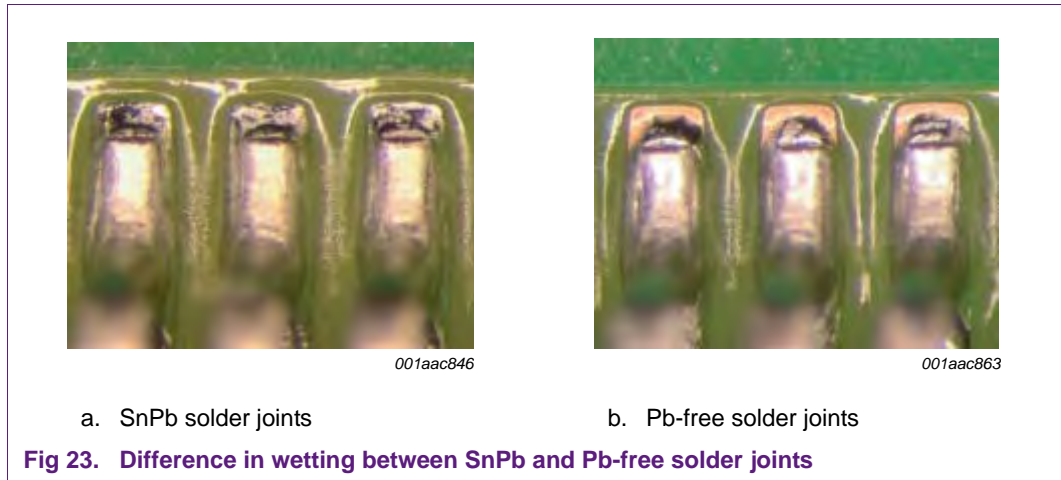 001aac846
001aac863
a. SnPb solder joints
b. Pb-free solder joints
Fig 23. Difference in wetting between SnPb and Pb-free solder joints